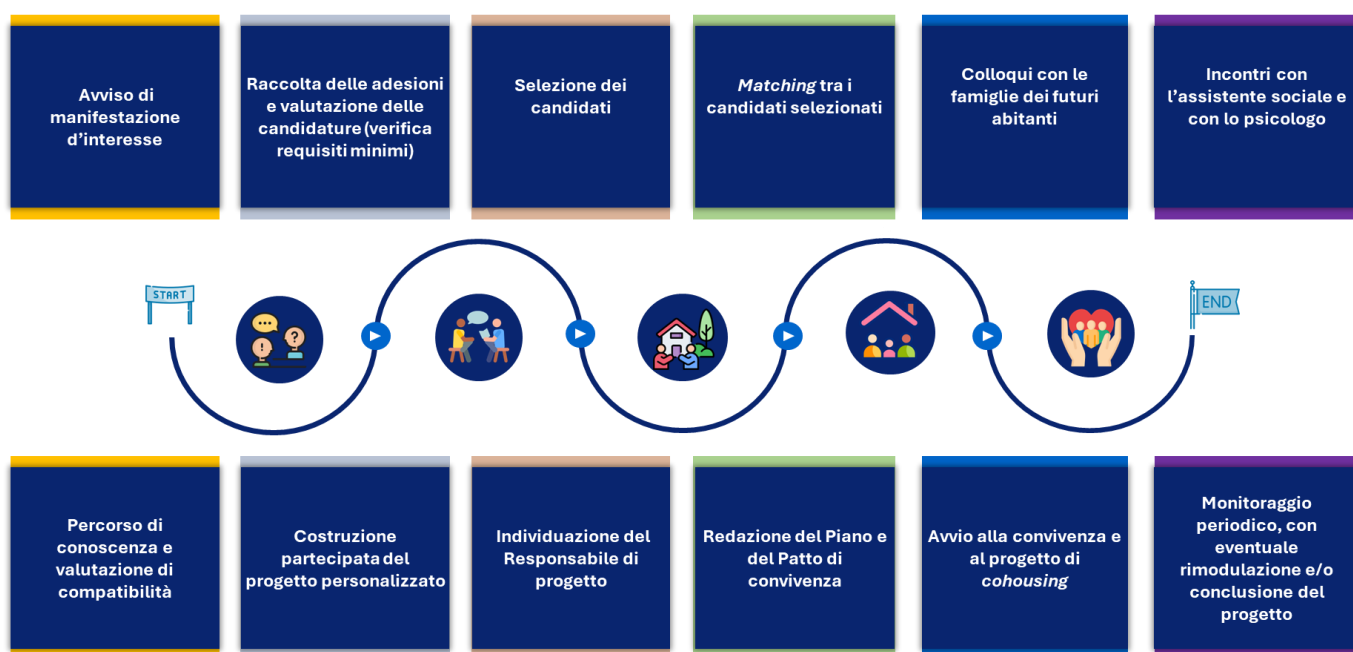 Avviso di
manifestazione
d’interesse
Raccolta delle adesioni
e valutazione delle
candidature (verifica
requisiti minimi)
Selezione dei
candidati
Matching tra i
candidati selezionati
Colloqui con le
famiglie dei futuri
abitanti
Incontri con
l’assistente sociale e
con lo psicologo
START
END
Percorso di
conoscenza e
valutazione di
compatibilità
Costruzione
partecipata del
progetto personalizzato
Individuazione del
Responsabile di
progetto
Redazione del Piano e
del Patto di
convivenza
Avvio alla convivenza e
al progetto di
cohousing
Monitoraggio
periodico, con
eventuale
rimodulazione e/o
conclusione del
progetto